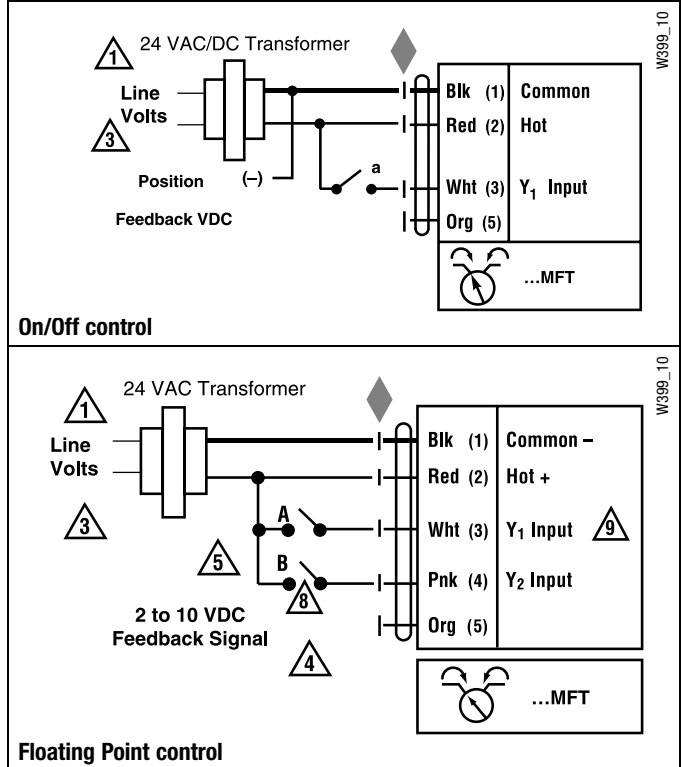 W399_10
1
24 VAC/DC Transformer
Line
Volts
3
Blk (1) Common
Red (2) Hot
a
Position (–)
Wht (3) Y₁ Input
Feedback VDC
Org (5)
...MFT
On/Off control
W399_10
24 VAC Transformer
1
Line
Volts
3
Blk (1) Common –
Red (2) Hot +
A
Wht (3) Y₁ Input
9
5
B
8
Pnk (4) Y₂ Input
2 to 10 VDC
Feedback Signal
4
Org (5)
...MFT
Floating Point control